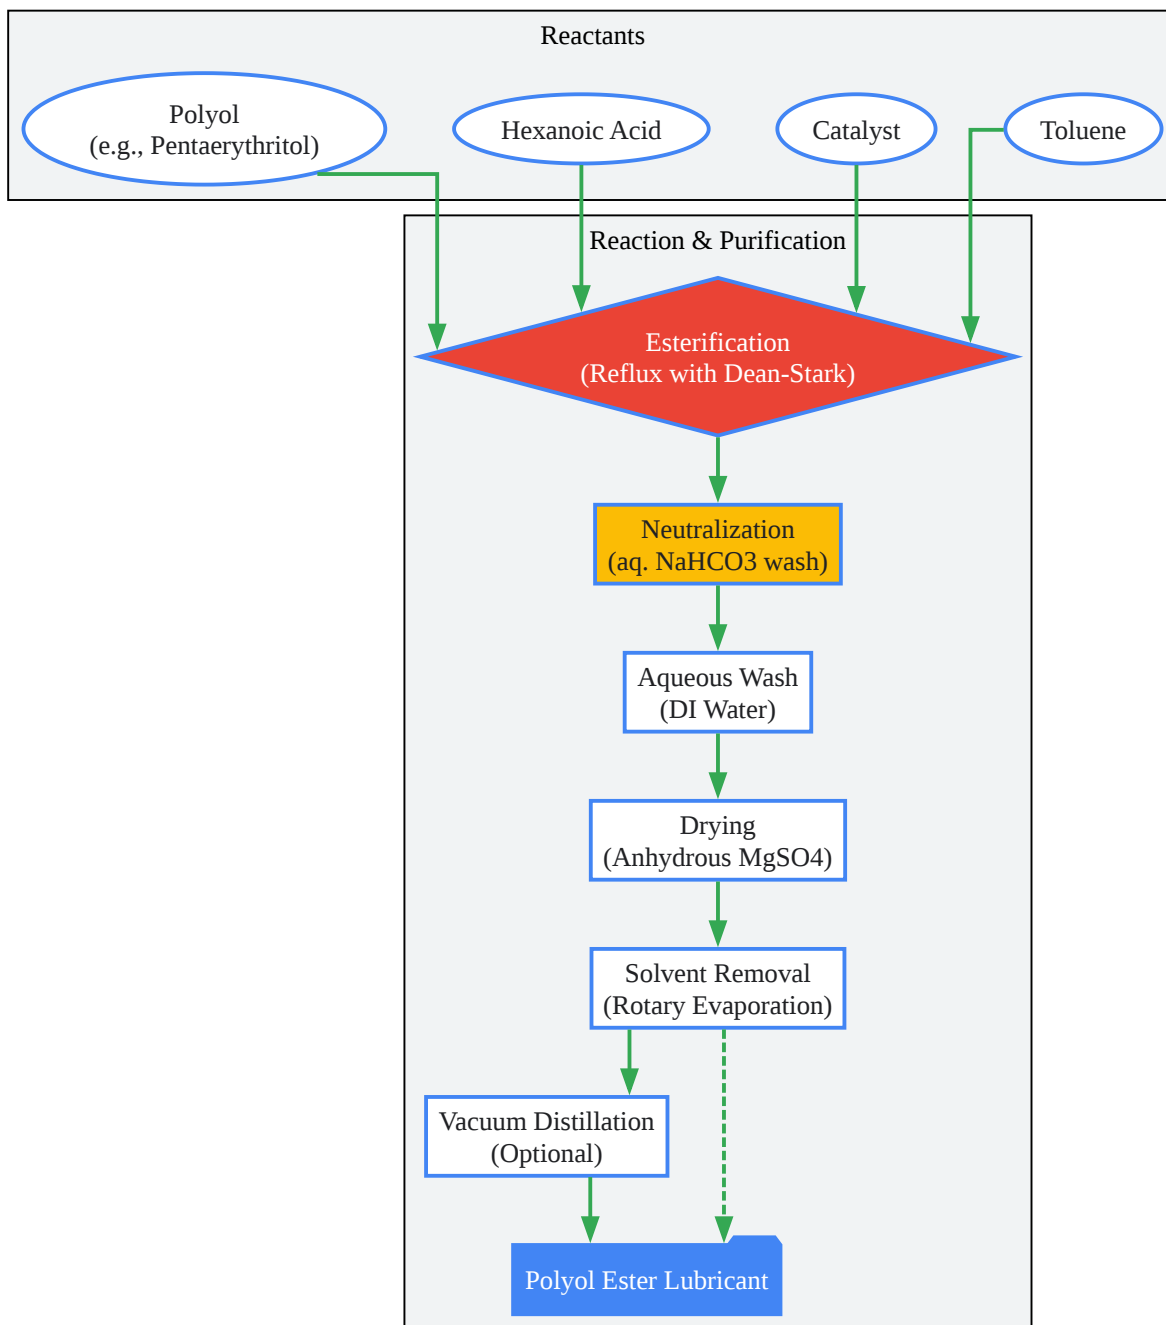 Reactants
Polyol
(e.g., Pentaerythritol)
Hexanoic Acid
Catalyst
Toluene
Reaction & Purification
Esterification
(Reflux with Dean-Stark)
Neutralization
(aq. NaHCO3 wash)
Aqueous Wash
(DI Water)
Drying
(Anhydrous MgSO4)
Solvent Removal
(Rotary Evaporation)
Vacuum Distillation
(Optional)
Polyol Ester Lubricant